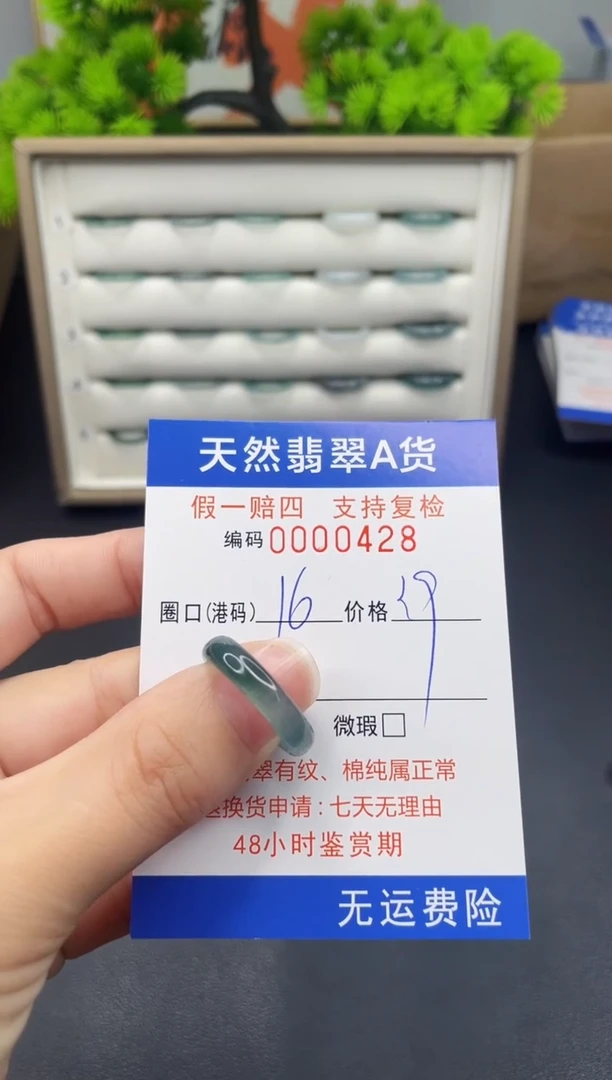 天然翡翠A货
假一赔四 支持复检
编码0000428
圈口(港码) 16 价格
微瑕□
翠有纹、棉纯属正常
换货申请:七天无理由
48小时鉴赏期
无运费险